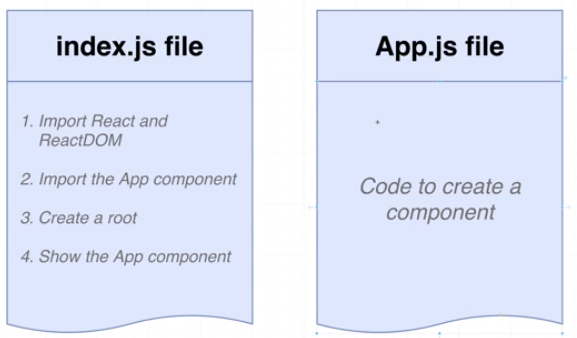 index.js file
1. Import React and
ReactDOM
2. Import the App component
3. Create a root
4. Show the App component
App.js file
Code to create a
component